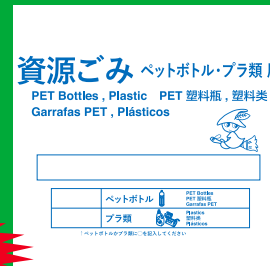 資源ごみ ペットボトル・プラ類
PET Bottles , Plastic PET 塑料瓶 , 塑料类
Garrafas PET , Plásticos
ペットボトル
PET Bottles
PET 塑料瓶
Garrafas PET
プラ類
Plastics
塑料类
Plásticos
ペットボトルかプラ類に○を記入してください